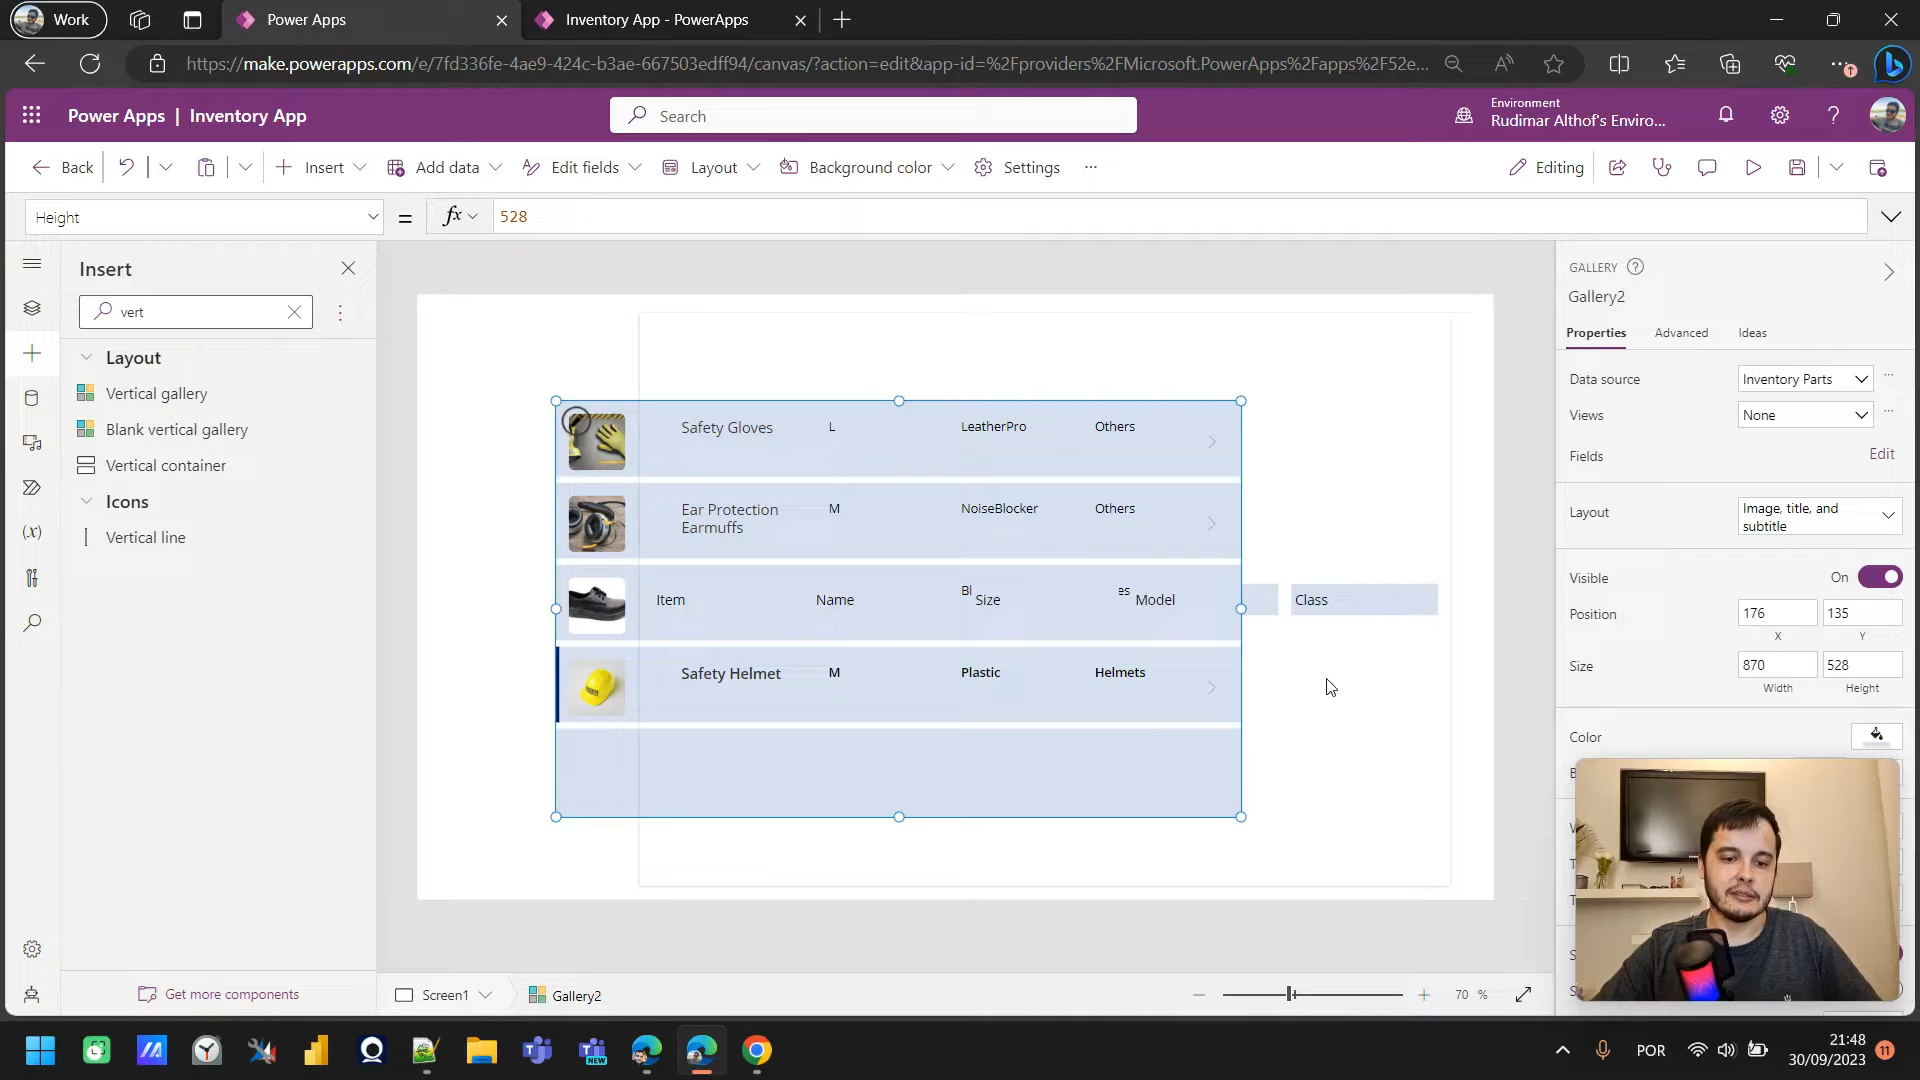 Work
Power Apps
Inventory App - PowerApps
https://make.powerapps.com/e/7fd336fe-4ae9-424c-b3ae-667503edff94/canvas/?action=edit&app-id=%2Fproviders%2FMicrosoft.PowerApps%2Fapps%2F52e...
Power Apps | Inventory App
Search
Environment
Rudimar Althof's Enviro...
Back
Insert
Add data
Edit fields
Layout
Background color
Settings
Editing
Height
=
fx
528
Insert
vert
Layout
Vertical gallery
Blank vertical gallery
Vertical container
Icons
Vertical line
Get more components
Safety Gloves
L
LeatherPro
Others
Ear Protection
Earmuffs
M
NoiseBlocker
Others
Item
Name
Bl
Size
es
Model
Class
Safety Helmet
M
Plastic
Helmets
Screen1
Gallery2
70 %
GALLERY
Gallery2
Properties
Advanced
Ideas
Data source
Inventory Parts
Views
None
Fields
Edit
Layout
Image, title, and
subtitle
Visible
On
Position
176
135
X
Y
Size
870
528
Width
Height
Color
NEW
POR
21:48
30/09/2023
11